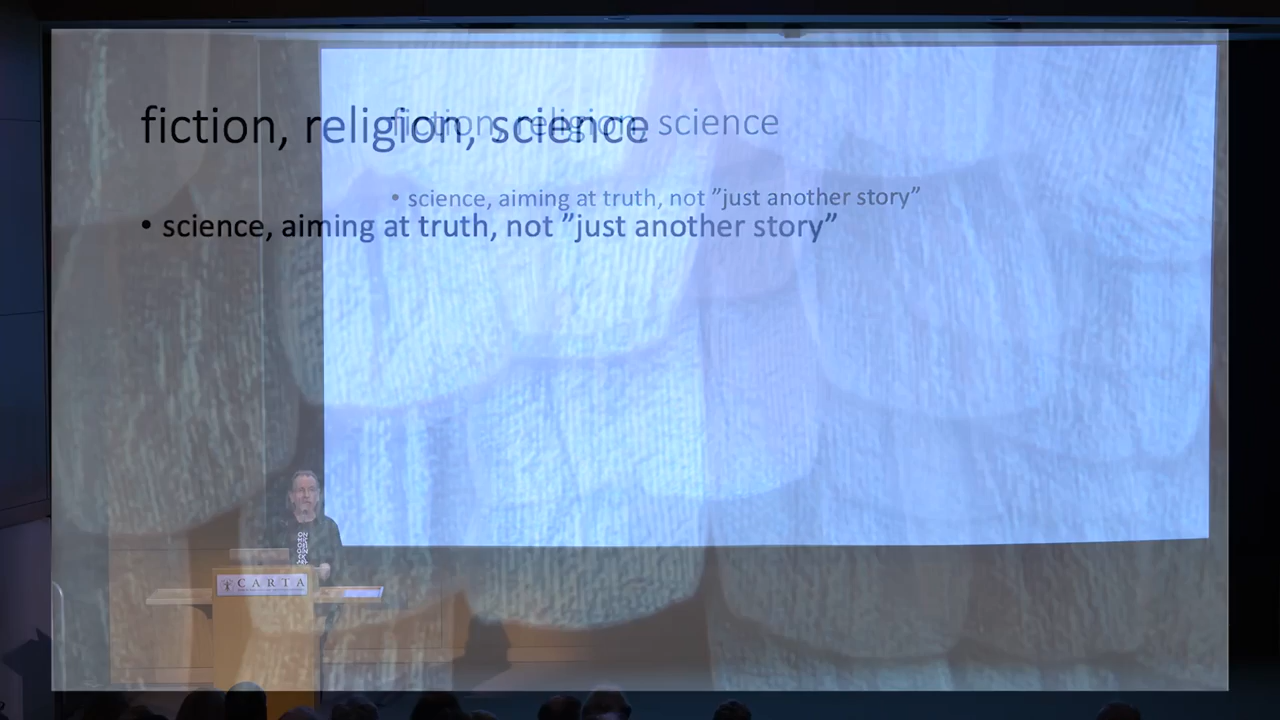 fiction, religion, science
fiction, religion, science
• science, aiming at truth, not ”just another story”
• science, aiming at truth, not ”just another story”
CARTA